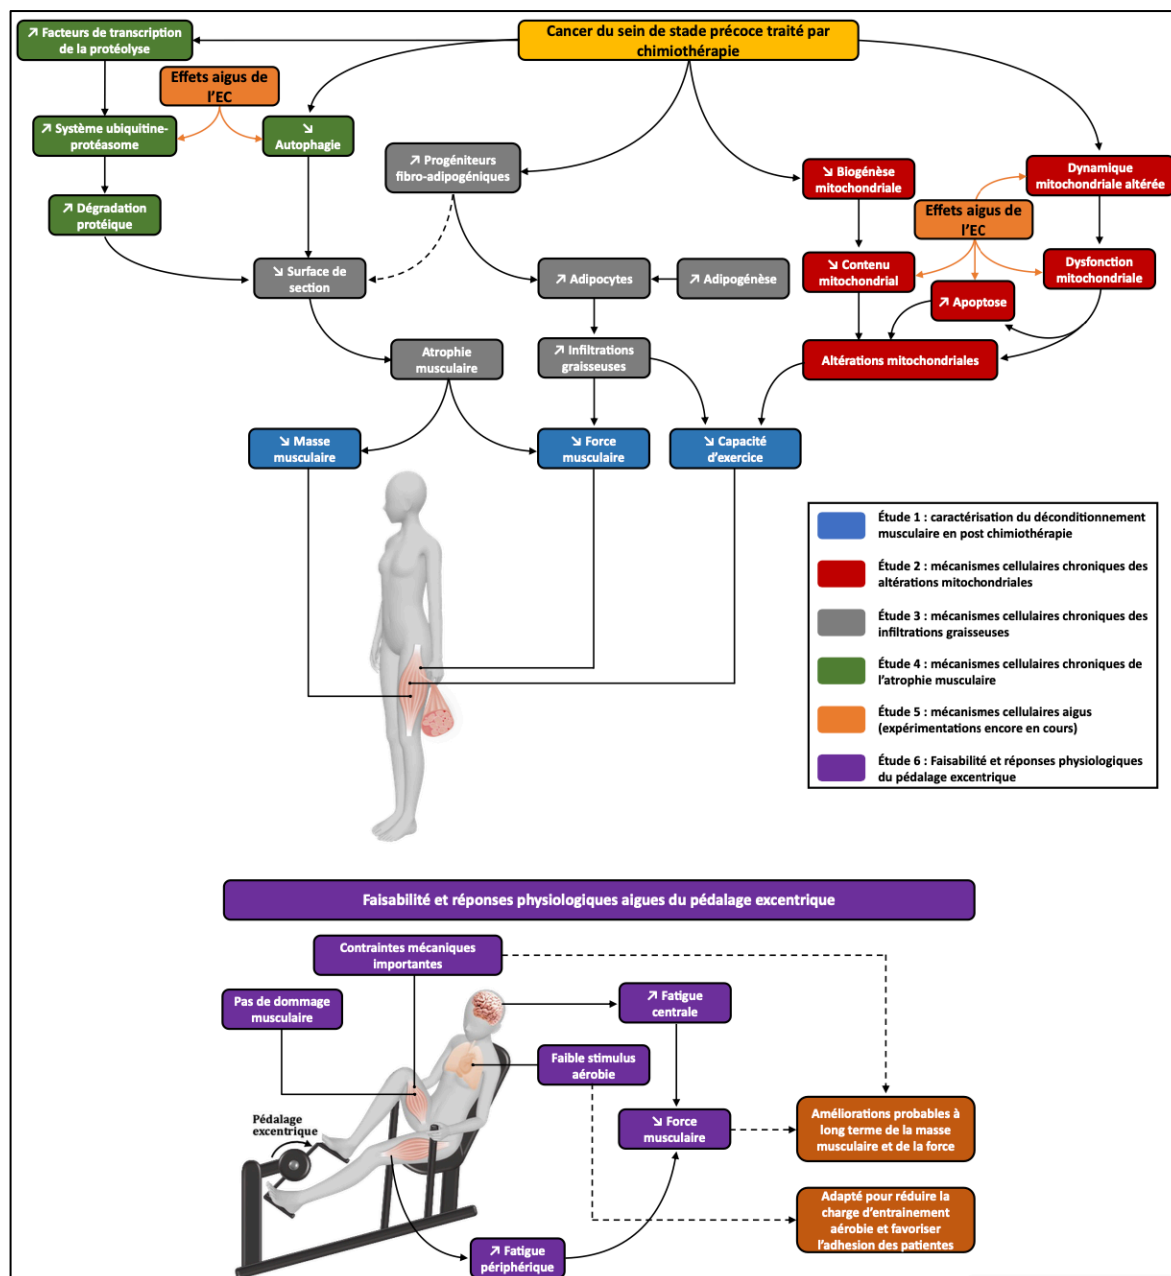 ↗ Facteurs de transcription
de la protéolyse
Cancer du sein de stade précoce traité par
chimiothérapie
Effets aigus de
l'EC
↗ Système ubiquitine-
protéasome
↘
Autophagie
↗ Progéniteurs
fibro-adipogéniques
↘ Biogénèse
mitochondriale
Dynamique
mitochondriale altérée
↗ Dégradation
protéique
Effets aigus de
l'EC
↘ Surface de
section
↗ Adipocytes
↗ Adipogénèse
↘ Contenu
mitochondrial
Dysfonction
mitochondriale
↗ Apoptose
Atrophie
musculaire
↗ Infiltrations
graisseuses
Altérations mitochondriales
↘ Masse
musculaire
↘ Force
musculaire
↘ Capacité
d'exercice
Étude 1 : caractérisation du déconditionnement
musculaire en post chimiothérapie
Étude 2 : mécanismes cellulaires chroniques des
altérations mitochondriales
Étude 3 : mécanismes cellulaires chroniques des
infiltrations graisseuses
Étude 4 : mécanismes cellulaires chroniques de
l'atrophie musculaire
Étude 5 : mécanismes cellulaires aigus
(expérimentations encore en cours)
Étude 6 : Faisabilité et réponses physiologiques
du pédalage excentrique
Faisabilité et réponses physiologiques aigues du pédalage excentrique
Contraintes mécaniques
importantes
Pas de dommage
musculaire
↗ Fatigue
centrale
Faible stimulus
aérobie
Pédalage
excentrique
↘ Force
musculaire
Améliorations probables à
long terme de la masse
musculaire et de la force
Adapté pour réduire la
charge d'entrainement
aérobie et favoriser
l'adhesion des patientes
↗ Fatigue
périphérique